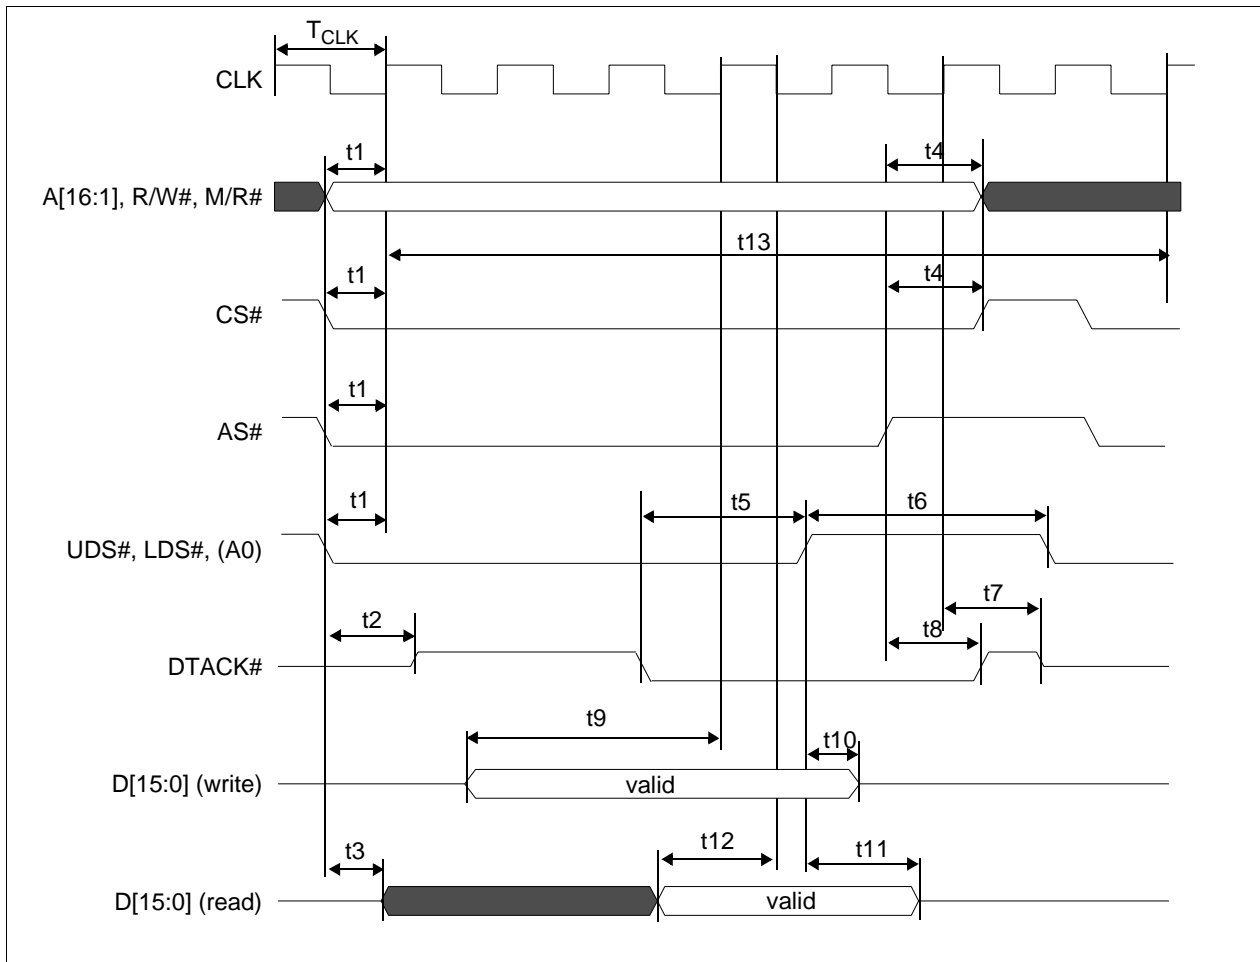 TCLK
CLK
t1
t4
A[16:1], R/W#, M/R#
t13
t1
t4
CS#
t1
AS#
t1
t5
t6
UDS#, LDS#, (A0)
t7
t2
t8
DTACK#
t9
t10
D[15:0] (write)
valid
t12
t3
t11
D[15:0] (read)
valid